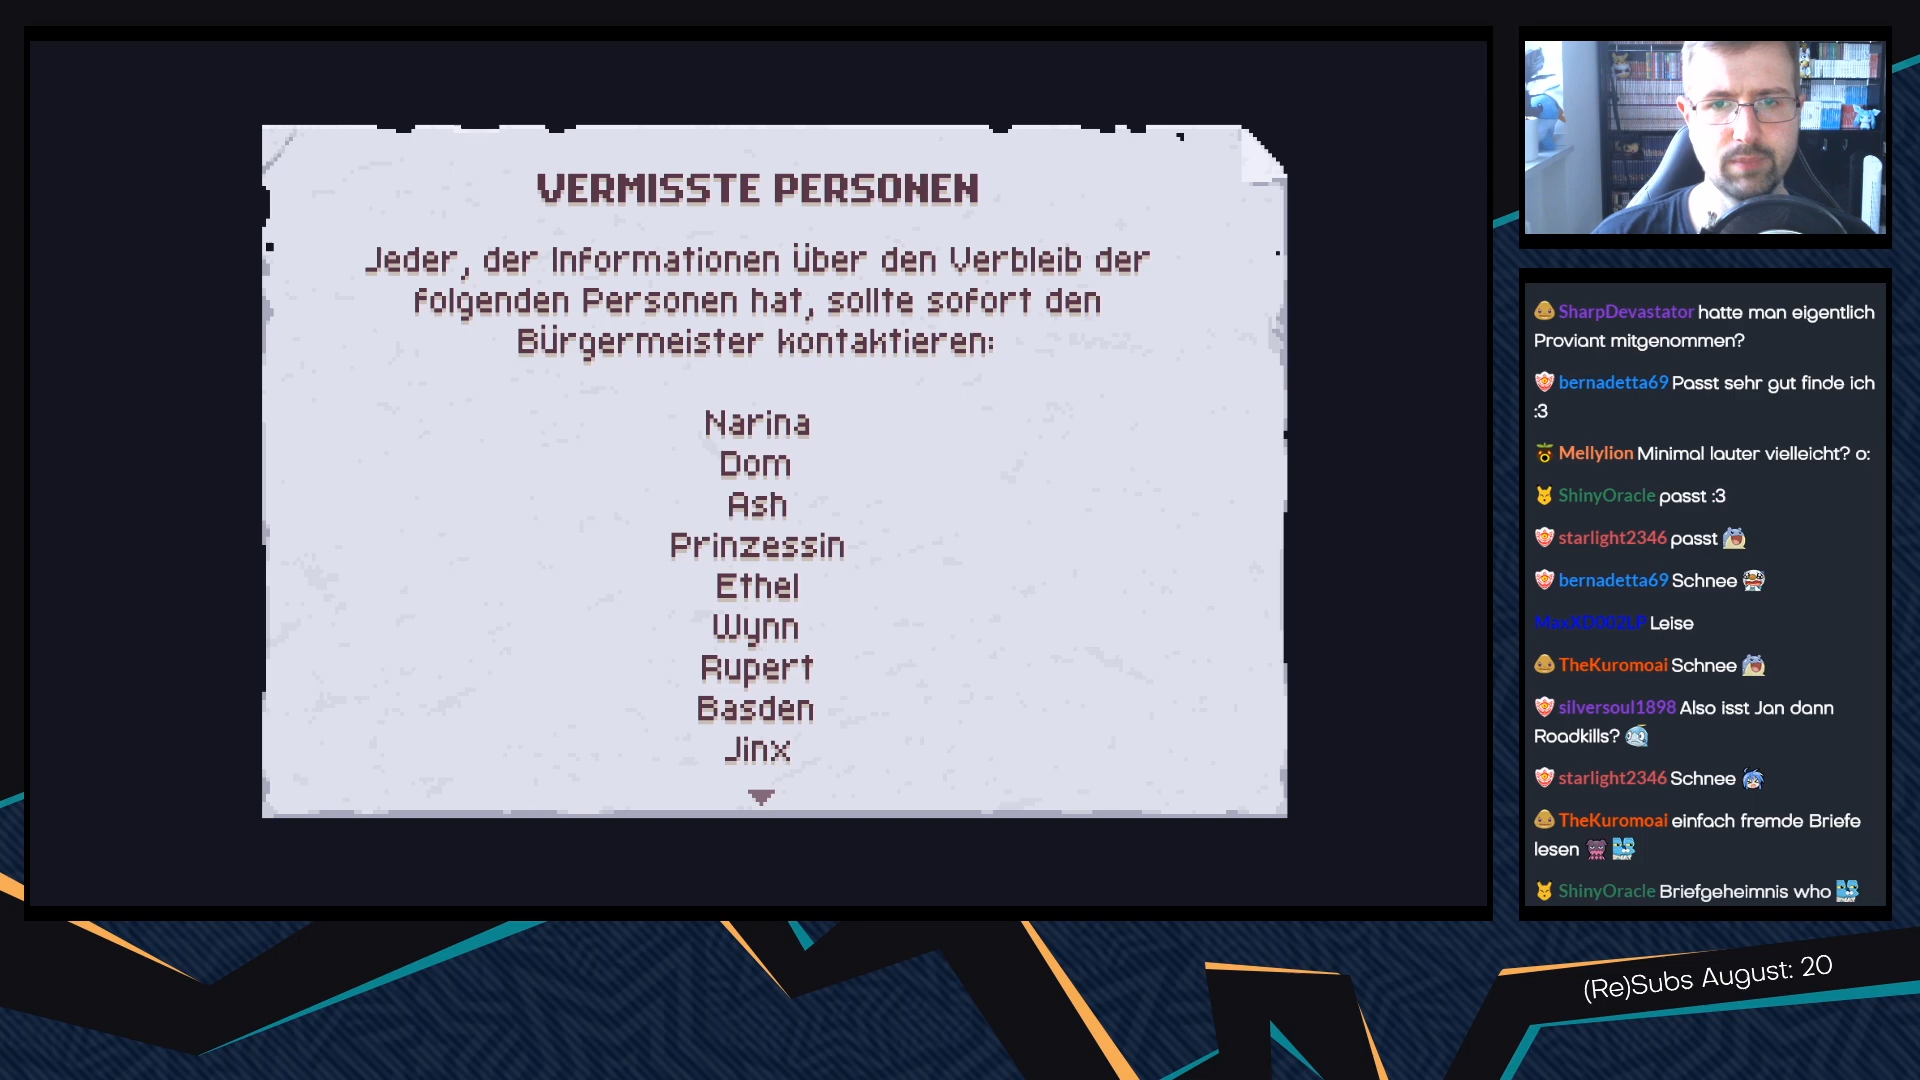 VERMISSTE PERSONEN
Jeder, der Informationen über den Verbleib der
folgenden Personen hat, sollte sofort den
Bürgermeister kontaktieren:
Narina
Dom
Ash
Prinzessin
Ethel
Wynn
Rupert
Basden
Jinx
SharpDevastator hatte man eigentlich
Proviant mitgenommen?
bernadetta69 Passt sehr gut finde ich
:3
Mellylion Minimal lauter vielleicht? o:
ShinyOracle passt :3
starlight2346 passt
bernadetta69 Schnee
MaxXD002LP Leise
TheKuromoai Schnee
silversoul1898 Also isst Jan dann
Roadkills?
starlight2346 Schnee
TheKuromoai einfach fremde Briefe
lesen
ShinyOracle Briefgeheimnis who
(Re)Subs August: 20